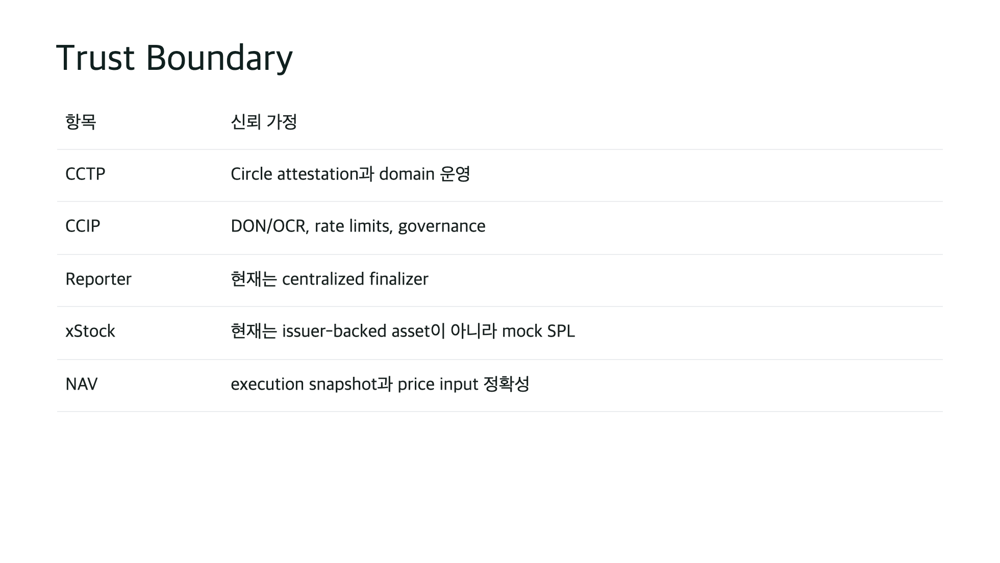 Trust Boundary
항목 신뢰 가정
CCTP Circle attestation과 domain 운영
CCIP DON/OCR, rate limits, governance
Reporter 현재는 centralized finalizer
xStock 현재는 issuer-backed asset이 아니라 mock SPL
NAV execution snapshot과 price input 정확성